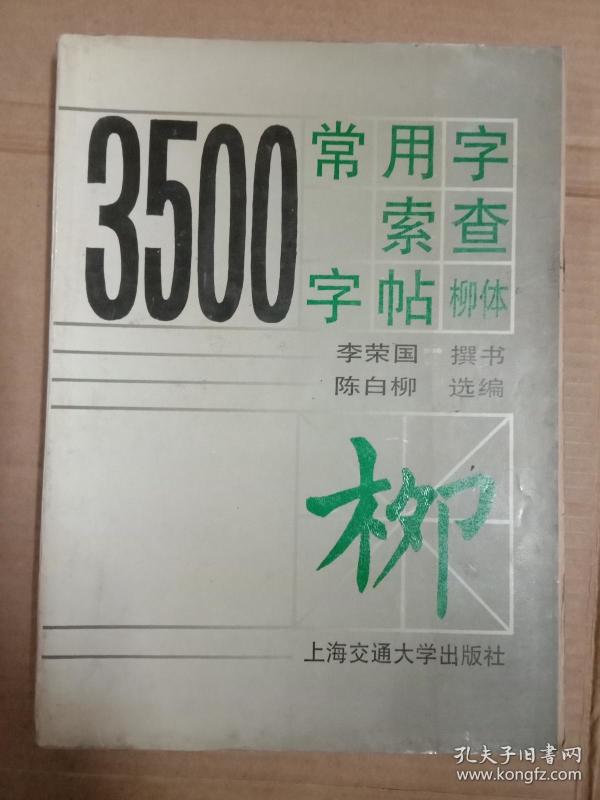 3500常用字
索查
字帖 柳体
李荣国 撰书
陈白柳 选编
柳
上海交通大学出版社
孔夫子旧书网
www.kongfz.com